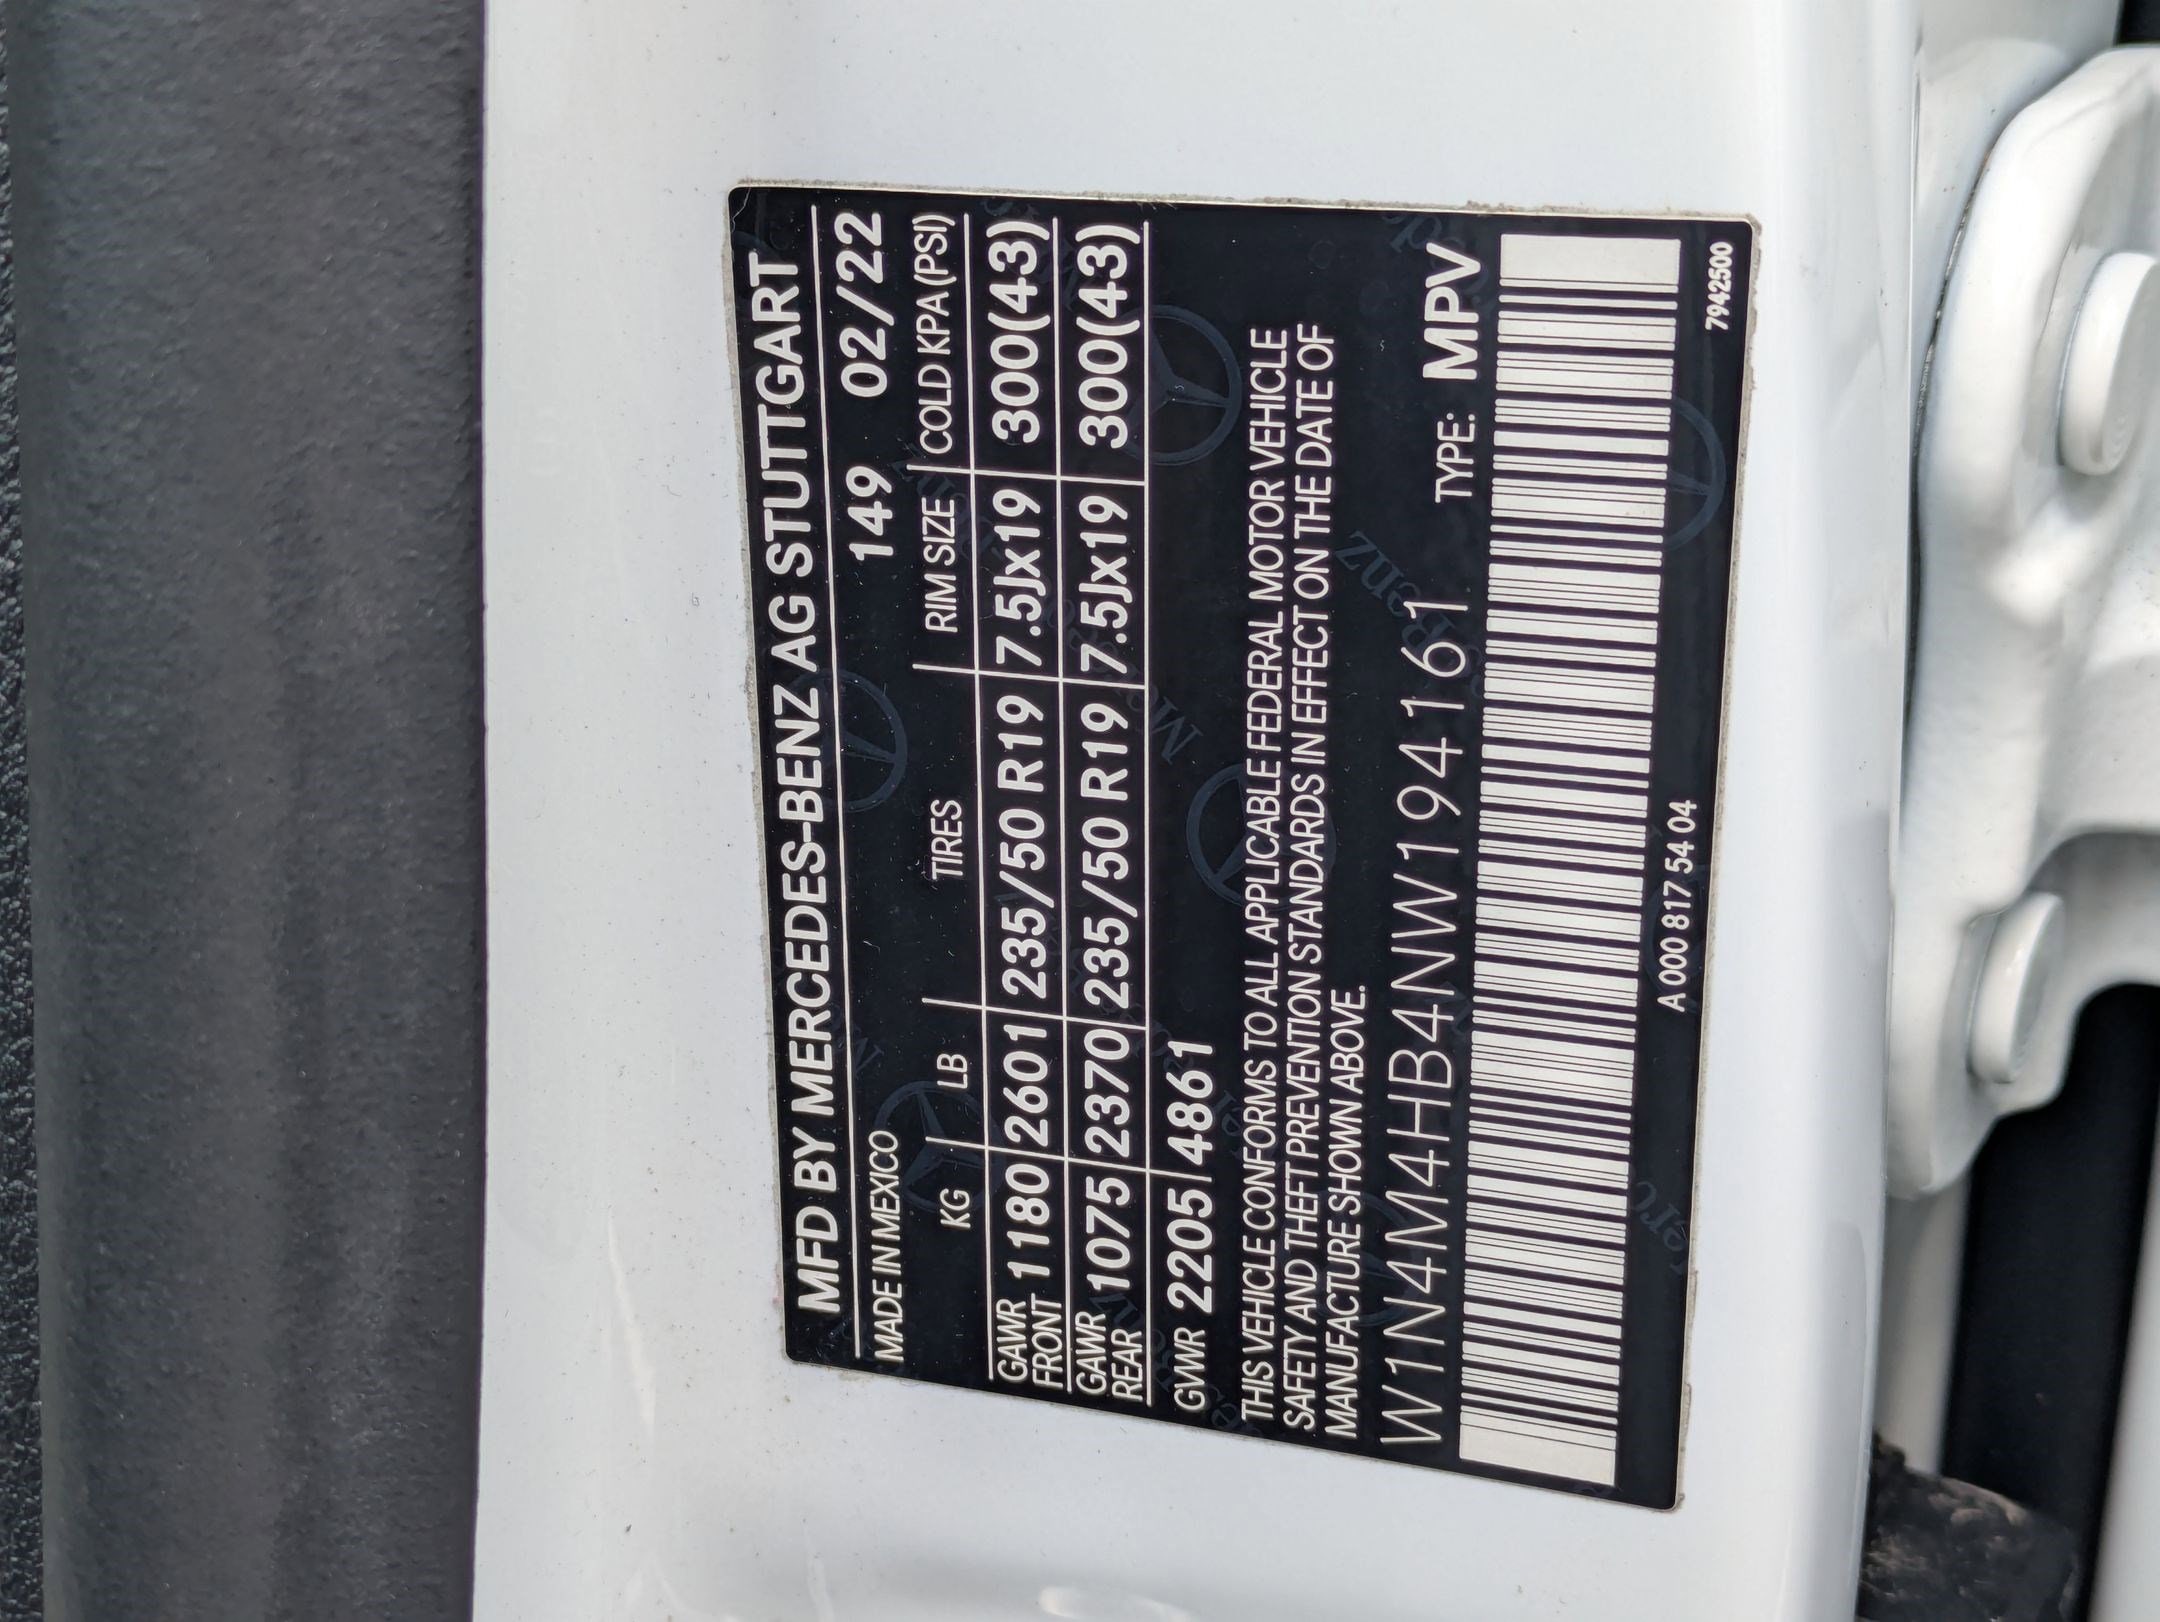 MFD BY MERCEDES-BENZ AG STUTTGART
MADE IN MEXICO 149 02/22
KG LB TIRES RIM SIZE COLD KPA (PSI)
GAWR FRONT 1180 2601 235/50 R19 7.5Jx19 300(43)
GAWR REAR 1075 2370 235/50 R19 7.5Jx19 300(43)
GVWR 2205 4861
THIS VEHICLE CONFORMS TO ALL APPLICABLE FEDERAL MOTOR VEHICLE
SAFETY AND THEFT PREVENTION STANDARDS IN EFFECT ON THE DATE OF
MANUFACTURE SHOWN ABOVE.
W1N4M4HB4NW194161 TYPE: MPV
A 000 817 54 04 7942500